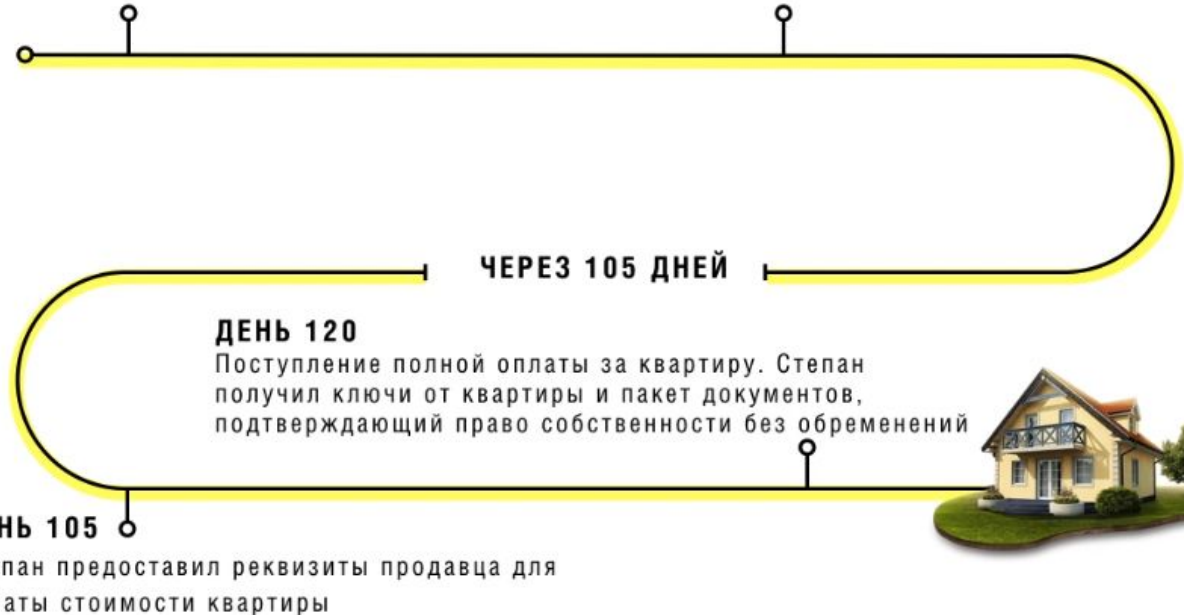 ЧЕРЕЗ 105 ДНЕЙ
ДЕНЬ 120
Поступление полной оплаты за квартиру. Степан
получил ключи от квартиры и пакет документов,
подтверждающий право собственности без обременений
НЬ 105
пан предоставил реквизиты продавца для
аты стоимости квартиры